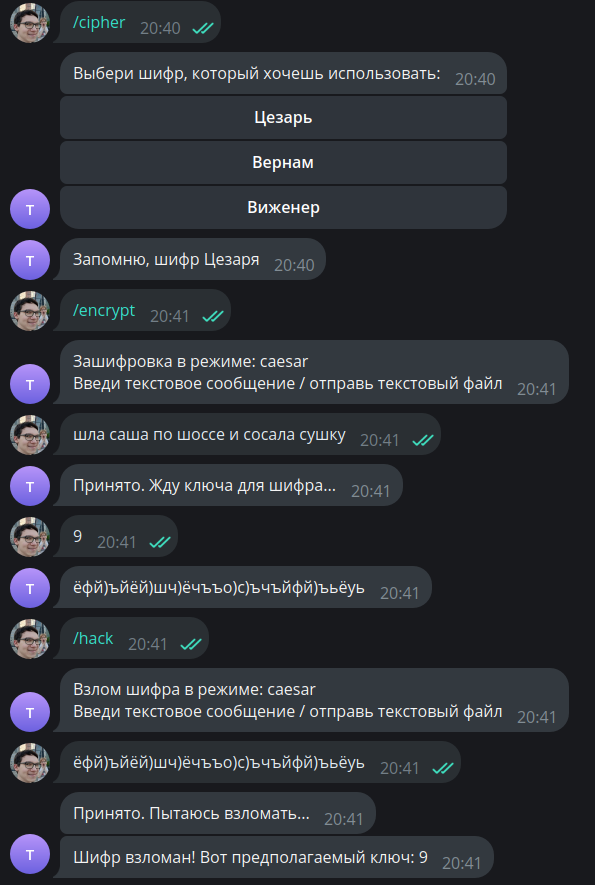 /cipher 20:40
Выбери шифр, который хочешь использовать: 20:40
Цезарь
Вернам
Виженер
T
Запомню, шифр Цезаря 20:40
T
/encrypt 20:41
Зашифровка в режиме: caesar
Введи текстовое сообщение / отправь текстовый файл 20:41
T
шла саша по шоссе и сосала сушку 20:41
Принято. Жду ключа для шифра... 20:41
T
9 20:41
ёфй)ъйёй)шч)ёчъъо)с)ъчъйфй)ъьёуь 20:41
T
/hack 20:41
Взлом шифра в режиме: caesar
Введи текстовое сообщение / отправь текстовый файл 20:41
T
ёфй)ъйёй)шч)ёчъъо)с)ъчъйфй)ъьёуь 20:41
Принято. Пытаюсь взломать... 20:41
Шифр взломан! Вот предполагаемый ключ: 9 20:41
T